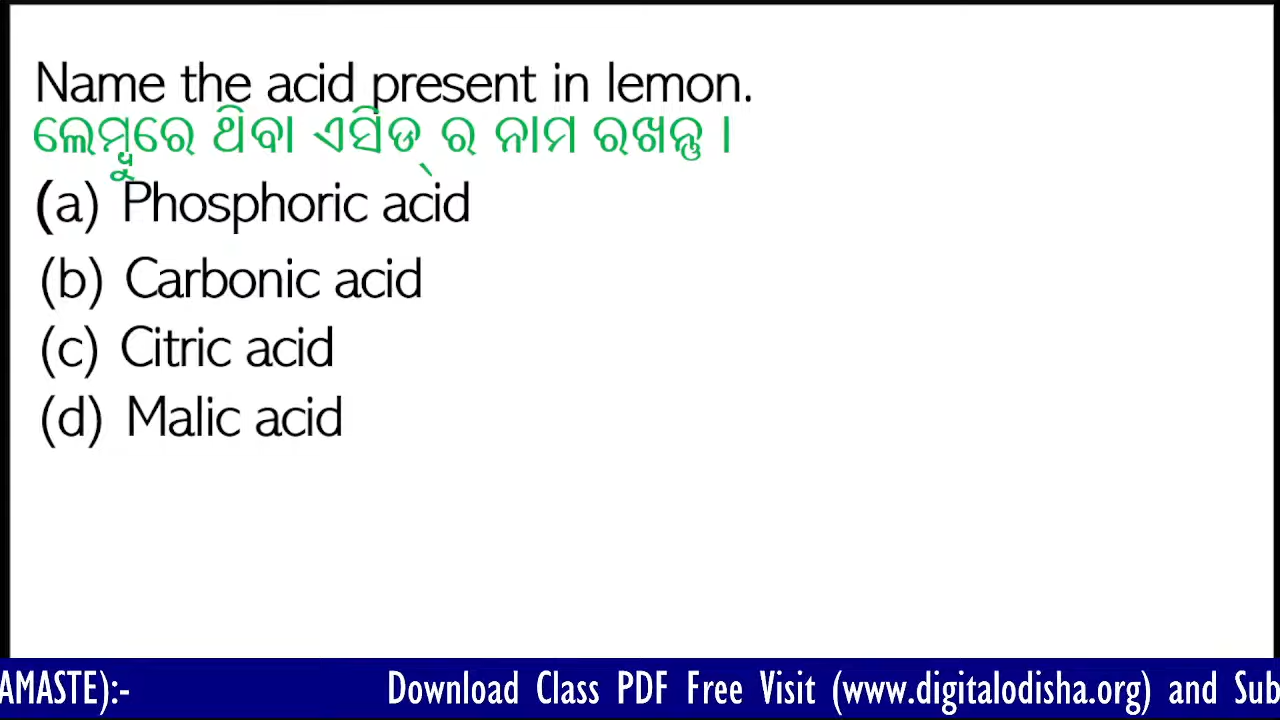 Name the acid present in lemon.
ଲେମ୍ବୁରେ ଥିବା ଏସିଡ୍ ର ନାମ ରଖନ୍ତୁ ।
(a) Phosphoric acid
(b) Carbonic acid
(c) Citric acid
(d) Malic acid
AMASTE):- Download Class PDF Free Visit (www.digitalodisha.org) and Sub